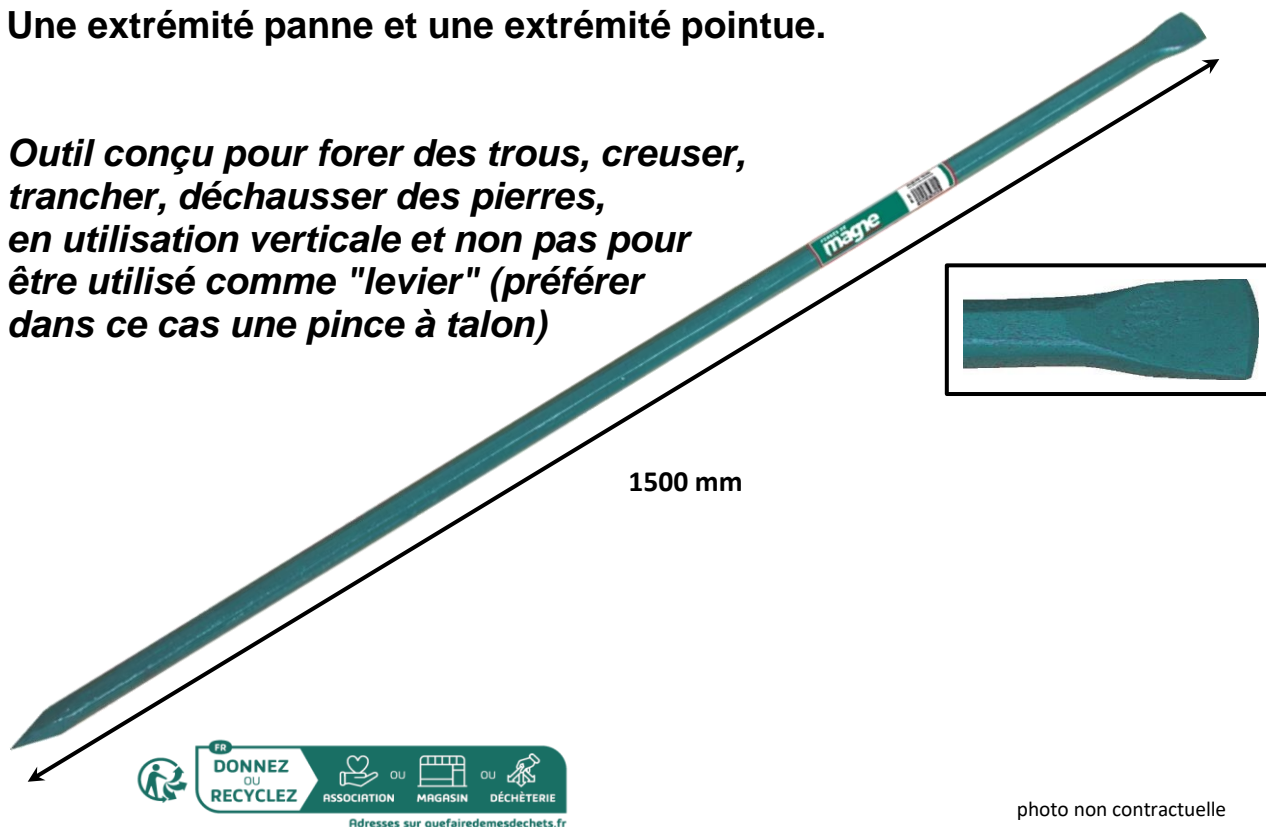 Une extrémité panne et une extrémité pointue.
Outil conçu pour forer des trous, creuser,
trancher, déchausser des pierres,
en utilisation verticale et non pas pour
être utilisé comme "levier" (préférer
dans ce cas une pince à talon)
magne
1500 mm
FR
DONNEZ
OU
RECYCLEZ
ASSOCIATION
OU
MAGASIN
OU
DÉCHÈTERIE
Adresses sur quefairedemesdechets.fr
photo non contractuelle